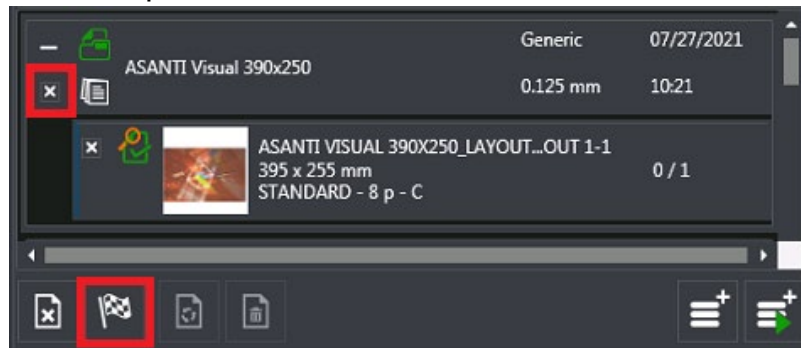 ASANTI Visual 390x250
Generic
07/27/2021
0.125 mm
10:21
ASANTI VISUAL 390X250_LAYOUT...OUT 1-1
395 x 255 mm
STANDARD - 8 p - C
0 / 1